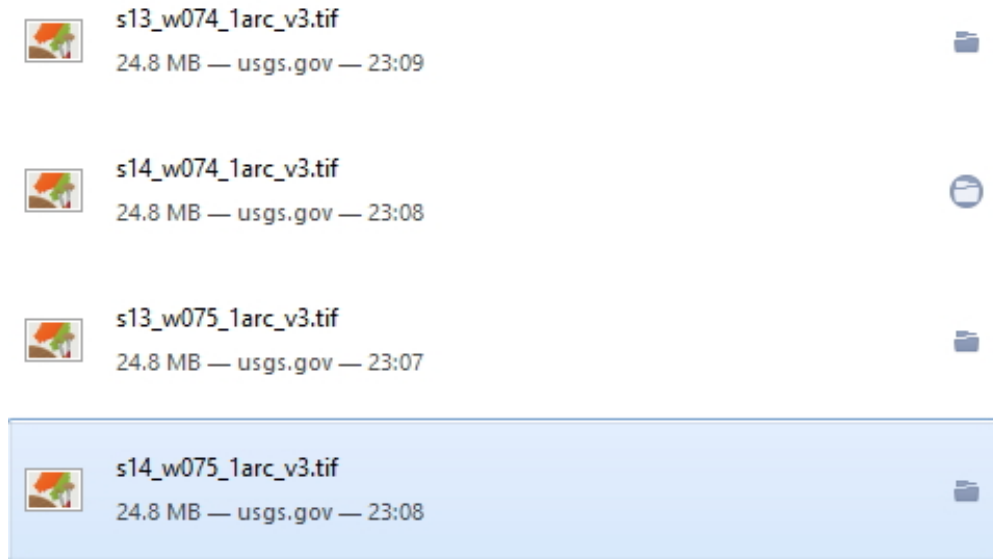 s13_w074_1arc_v3.tif
24.8 MB — usgs.gov — 23:09
s14_w074_1arc_v3.tif
24.8 MB — usgs.gov — 23:08
s13_w075_1arc_v3.tif
24.8 MB — usgs.gov — 23:07
s14_w075_1arc_v3.tif
24.8 MB — usgs.gov — 23:08